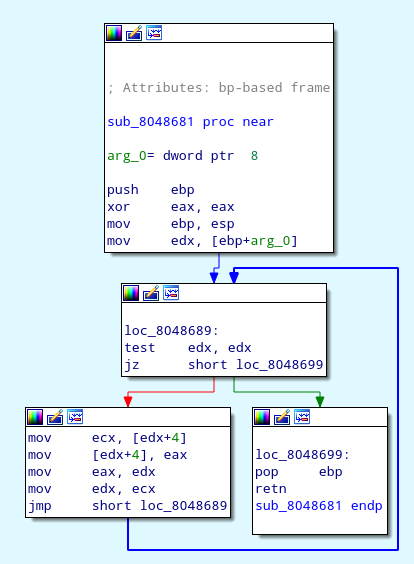 ; Attributes: bp-based frame
sub_8048681 proc near
arg_0= dword ptr  8
push    ebp
xor     eax, eax
mov     ebp, esp
mov     edx, [ebp+arg_0]
loc_8048689:
test    edx, edx
jz      short loc_8048699
mov     ecx, [edx+4]
mov     [edx+4], eax
mov     eax, edx
mov     edx, ecx
jmp     short loc_8048689
loc_8048699:
pop     ebp
retn
sub_8048681 endp